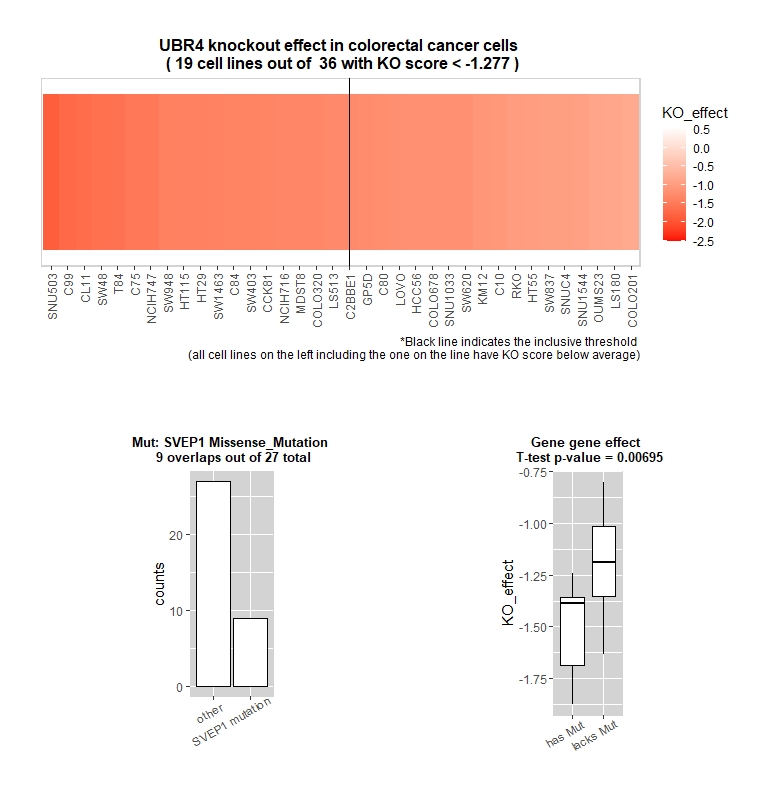 UBR4 knockout effect in colorectal cancer cells
( 19 cell lines out of  36 with KO score < -1.277 )
KO_effect
0.5
0.0
-0.5
-1.0
-1.5
-2.0
-2.5
SNU503
C99
CL11
SW48
T84
C75
NCIH747
SW948
HT115
HT29
SW1463
C84
SW403
CCK81
NCIH716
MDST8
COLO320
LS513
C2BBE1
GP5D
C80
LOVO
HCC56
COLO678
SNU1033
SW620
KM12
C10
RKO
HT55
SW837
SNUC4
SNU1544
OUMS23
LS180
COLO201
*Black line indicates the inclusive threshold
(all cell lines on the left including the one on the line have KO score below average)
Mut: SVEP1 Missense_Mutation
9 overlaps out of 27 total
counts
20
10
0
other
SVEP1 mutation
Gene gene effect
T-test p-value = 0.00695
KO_effect
-0.75
-1.00
-1.25
-1.50
-1.75
has Mut
lacks Mut